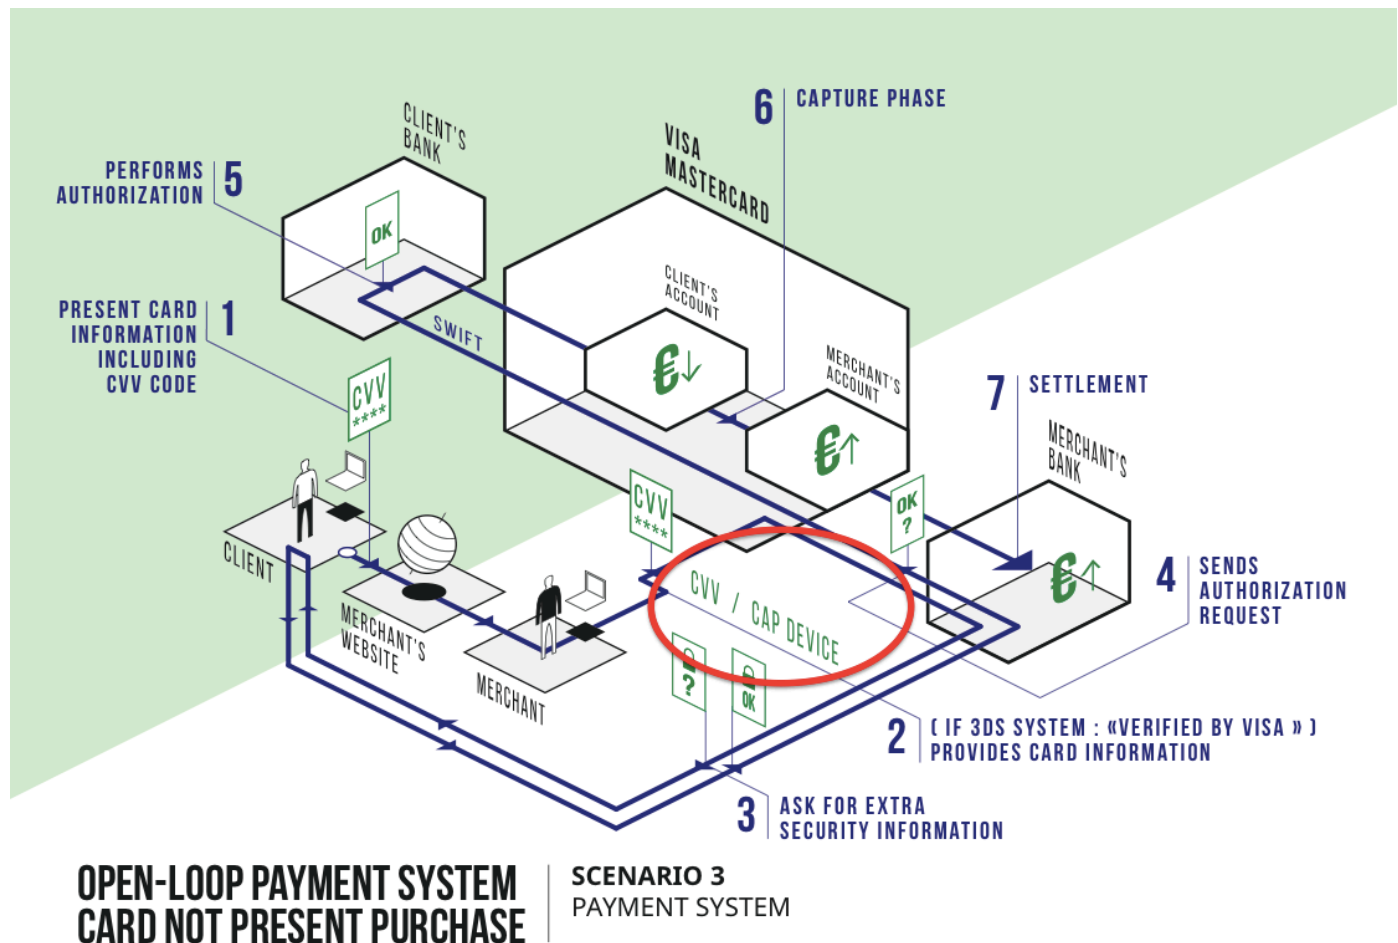 6 CAPTURE PHASE
CLIENT'S
BANK
VISA
MASTERCARD
PERFORMS
AUTHORIZATION
5
OK
CLIENT'S
ACCOUNT
€
PRESENT CARD
INFORMATION
INCLUDING
CVV CODE
1
SWIFT
MERCHANT'S
ACCOUNT
€
CVV
****
7 SETTLEMENT
MERCHANT'S
BANK
€
CVV
****
OK
?
CLIENT
4 SENDS
AUTHORIZATION
REQUEST
CVV / CAP DEVICE
MERCHANT'S
WEBSITE
MERCHANT
?
OK
2 ( IF 3DS SYSTEM : «VERIFIED BY VISA » )
PROVIDES CARD INFORMATION
3 ASK FOR EXTRA
SECURITY INFORMATION
OPEN-LOOP PAYMENT SYSTEM
CARD NOT PRESENT PURCHASE
SCENARIO 3
PAYMENT SYSTEM